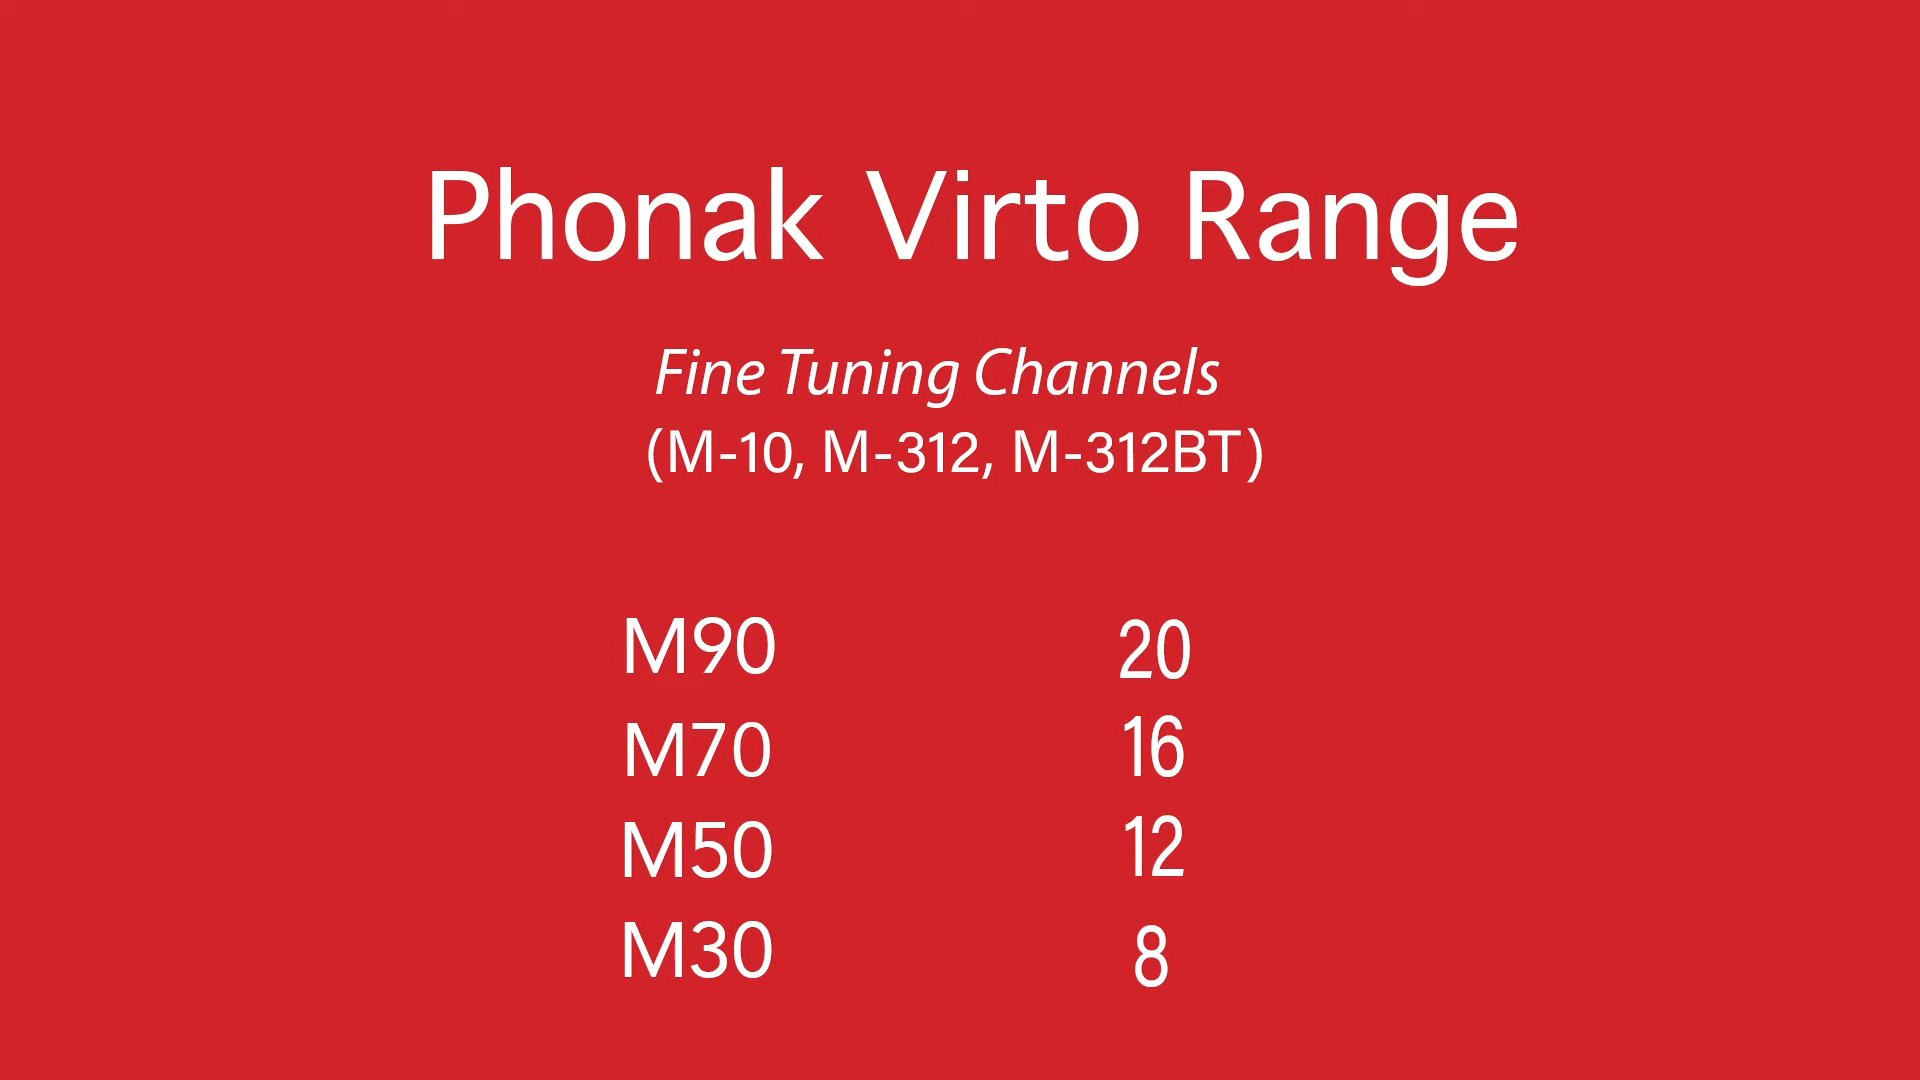 Phonak Virto Range
Fine Tuning Channels
(M-10, M-312, M-312BT)
M90 20
M70 16
M50 12
M30 8